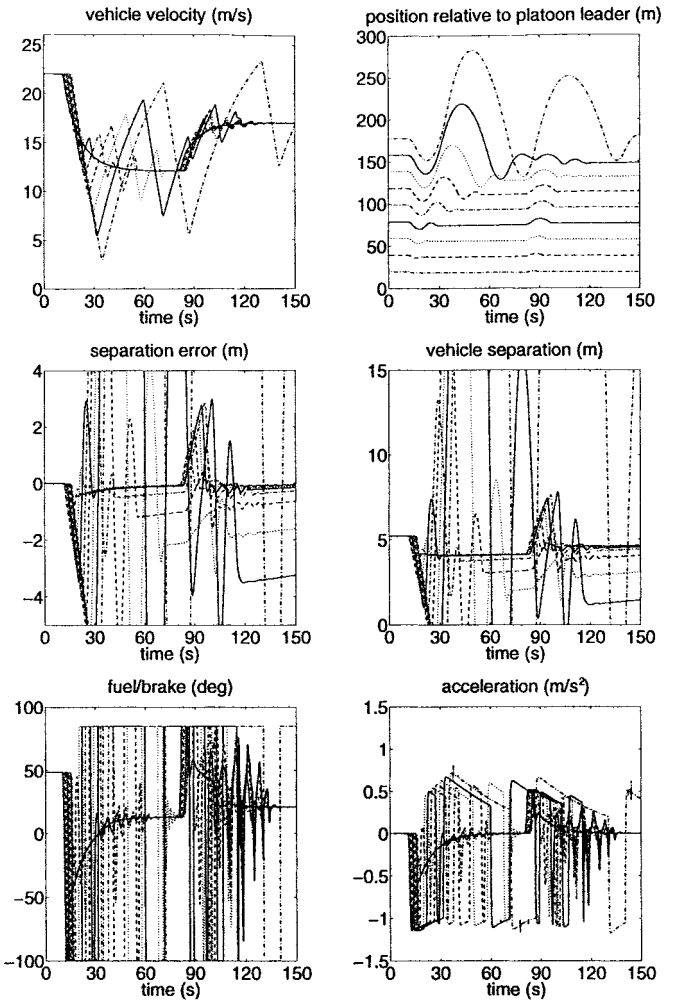 vehicle velocity (m/s)
25
20
15
10
5
0
0 30 60 90 120 150
time (s)
position relative to platoon leader (m)
300
250
200
150
100
50
0
0 30 60 90 120 150
time (s)
separation error (m)
4
2
0
−2
−4
0 30 60 90 120 150
time (s)
vehicle separation (m)
15
10
5
0
0 30 60 90 120 150
time (s)
fuel/brake (deg)
100
50
0
−50
−100
0 30 60 90 120 150
time (s)
acceleration (m/s²)
1.5
1
0.5
0
−0.5
−1
−1.5
0 30 60 90 120 150
time (s)